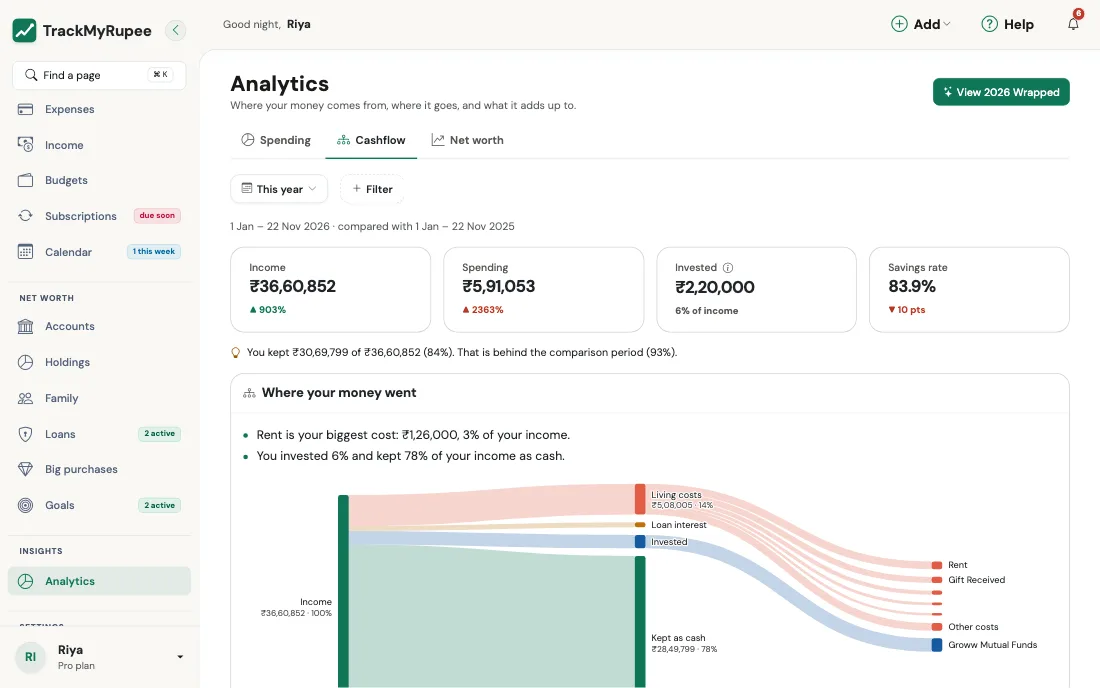 TrackMyRupee
Good night, Riya
Add
Help
6
Find a page
⌘ K
Expenses
Income
Budgets
Subscriptions
due soon
Calendar
1 this week
NET WORTH
Accounts
Holdings
Family
Loans
2 active
Big purchases
Goals
2 active
INSIGHTS
Analytics
SETTINGS
RI
Riya
Pro plan
Analytics
Where your money comes from, where it goes, and what it adds up to.
View 2026 Wrapped
Spending
Cashflow
Net worth
This year
+ Filter
1 Jan – 22 Nov 2026 · compared with 1 Jan – 22 Nov 2025
Income
₹36,60,852
▲ 903%
Spending
₹5,91,053
▲ 2363%
Invested
₹2,20,000
6% of income
Savings rate
83.9%
▼ 10 pts
You kept ₹30,69,799 of ₹36,60,852 (84%). That is behind the comparison period (93%).
Where your money went
• Rent is your biggest cost: ₹1,26,000, 3% of your income.
• You invested 6% and kept 78% of your income as cash.
Living costs
₹5,08,005 · 14%
Loan interest
Invested
Rent
Gift Received
Income
₹36,60,852 · 100%
Other costs
Groww Mutual Funds
Kept as cash
₹28,49,799 · 78%